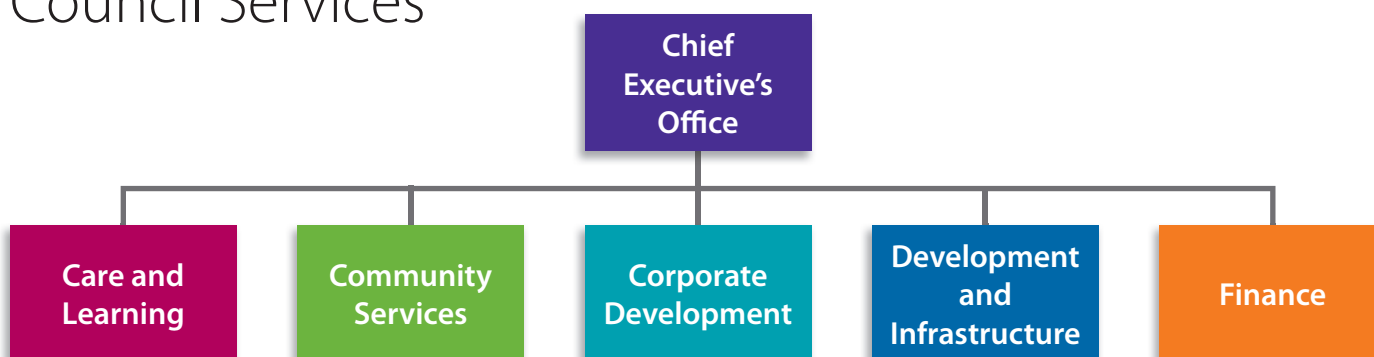 Council Services
Chief
Executive’s
Office
Care and
Learning
Community
Services
Corporate
Development
Development
and
Infrastructure
Finance